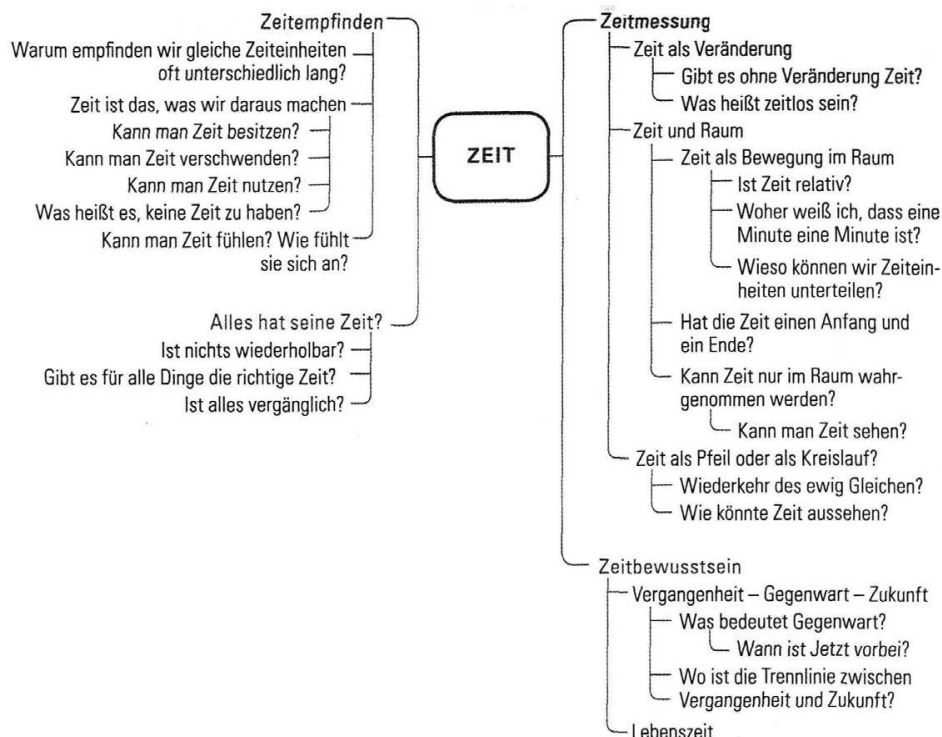 Zeitempfinden
Warum empfinden wir gleiche Zeiteinheiten
oft unterschiedlich lang?
Zeit ist das, was wir daraus machen
Kann man Zeit besitzen?
Kann man Zeit verschwenden?
Kann man Zeit nutzen?
Was heißt es, keine Zeit zu haben?
Kann man Zeit fühlen? Wie fühlt
sie sich an?
Alles hat seine Zeit?
Ist nichts wiederholbar?
Gibt es für alle Dinge die richtige Zeit?
Ist alles vergänglich?
ZEIT
Zeitmessung
Zeit als Veränderung
Gibt es ohne Veränderung Zeit?
Was heißt zeitlos sein?
Zeit und Raum
Zeit als Bewegung im Raum
Ist Zeit relativ?
Woher weiß ich, dass eine
Minute eine Minute ist?
Wieso können wir Zeitein-
heiten unterteilen?
Hat die Zeit einen Anfang und
ein Ende?
Kann Zeit nur im Raum wahr-
genommen werden?
Kann man Zeit sehen?
Zeit als Pfeil oder als Kreislauf?
Wiederkehr des ewig Gleichen?
Wie könnte Zeit aussehen?
Zeitbewusstsein
Vergangenheit – Gegenwart – Zukunft
Was bedeutet Gegenwart?
Wann ist Jetzt vorbei?
Wo ist die Trennlinie zwischen
Vergangenheit und Zukunft?
Lebenszeit